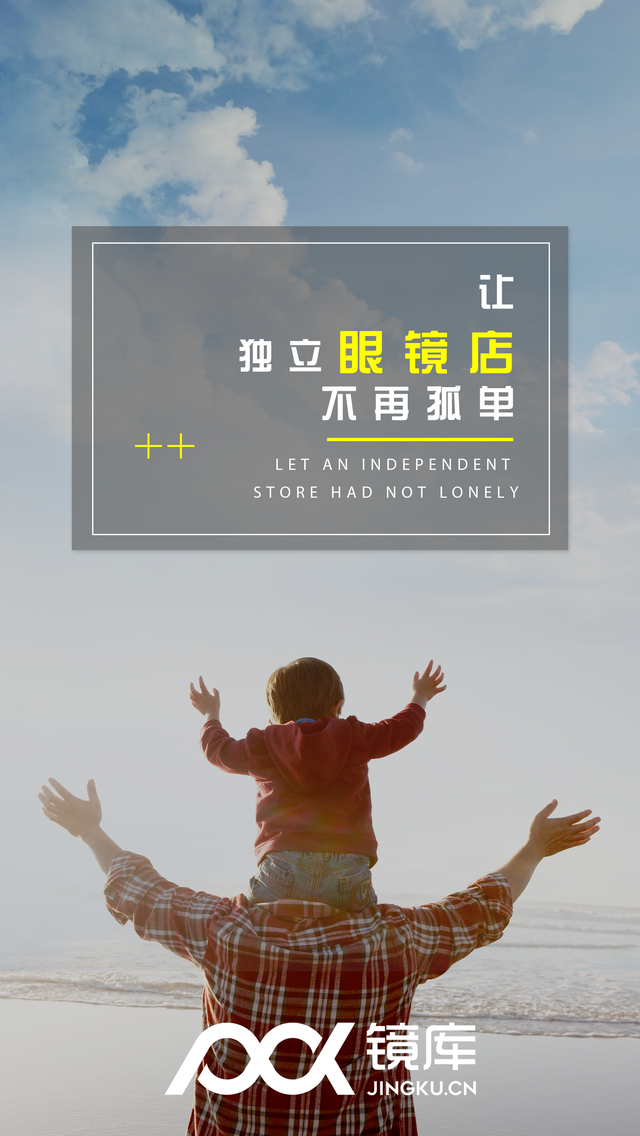 让
独立眼镜店
不再孤单
++
LET AN INDEPENDENT
STORE HAD NOT LONELY
镜库
JINGKU.CN